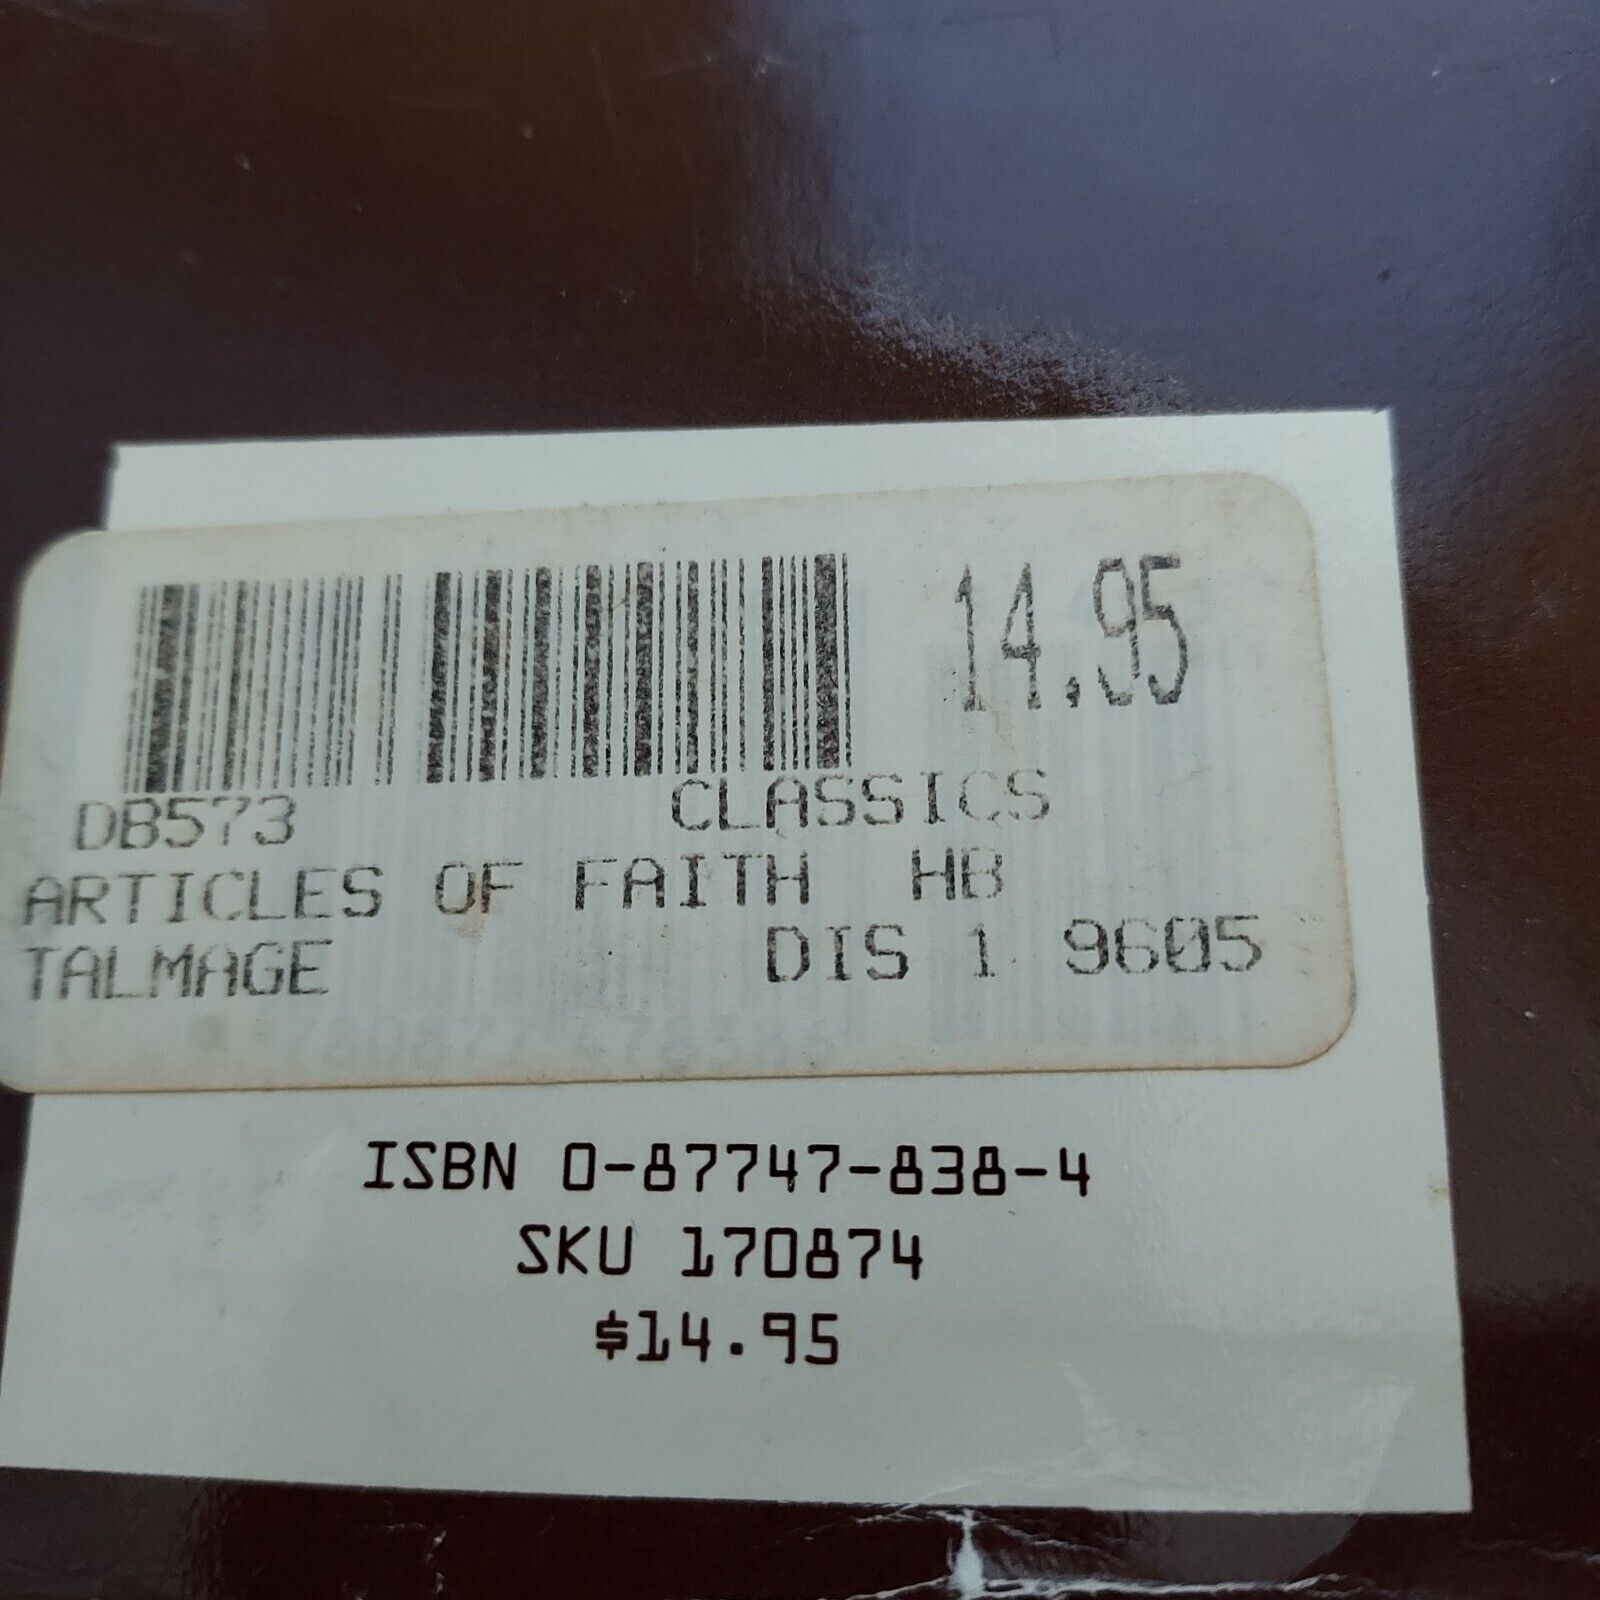 14.95
DB573 CLASSICS
ARTICLES OF FAITH HB
TALMAGE DIS 1 9605
ISBN 0-87747-838-4
SKU 170874
$14.95